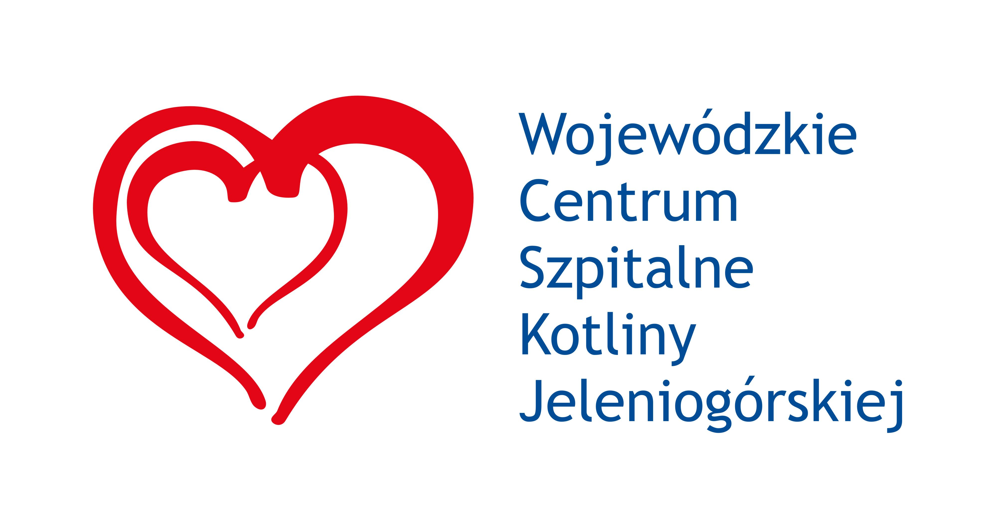 Wojewódzkie
Centrum
Szpitalne
Kotliny
Jeleniogórskiej